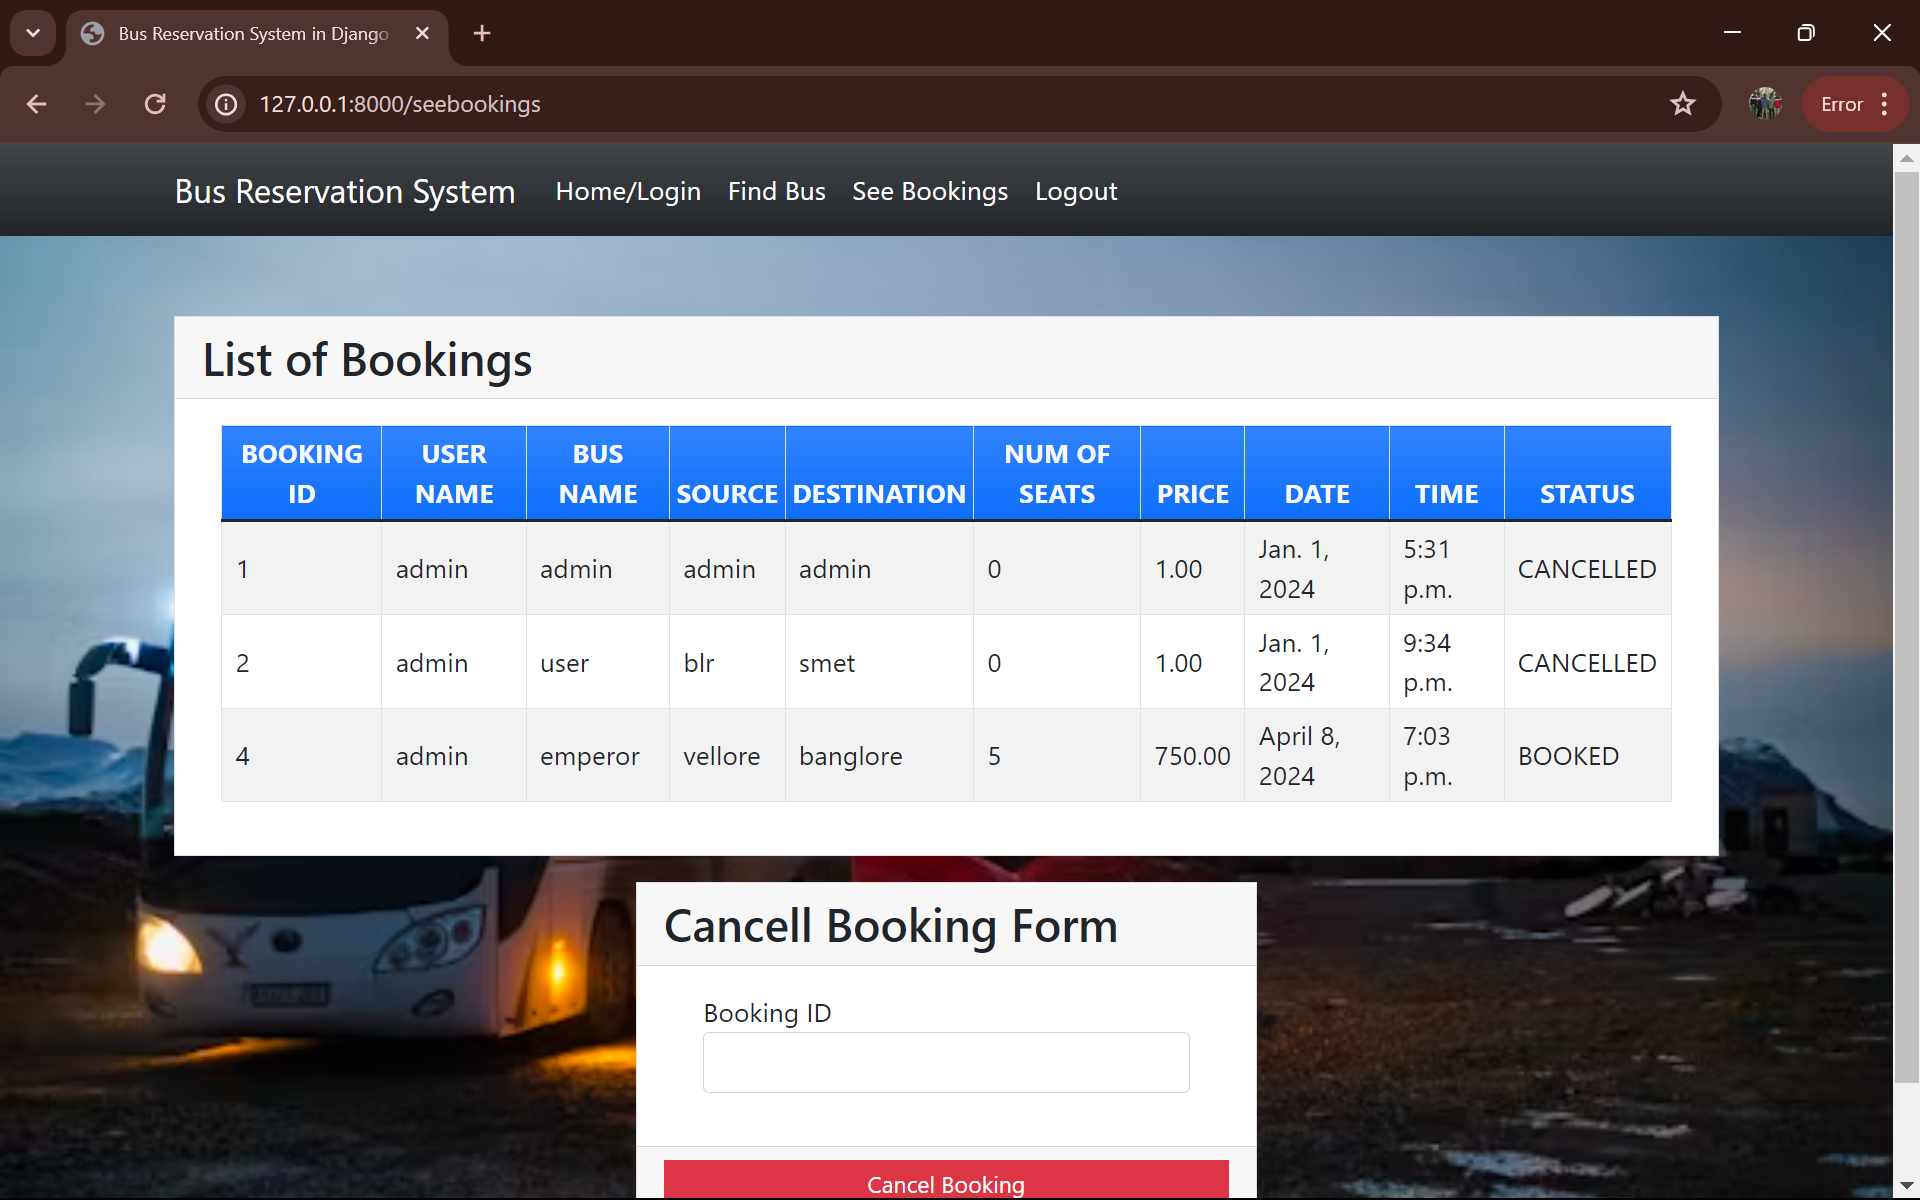 Bus Reservation System in Django
127.0.0.1:8000/seebookings
Error
Bus Reservation System Home/Login Find Bus See Bookings Logout
List of Bookings
BOOKING ID USER NAME BUS NAME SOURCE DESTINATION NUM OF SEATS PRICE DATE TIME STATUS
1 admin admin admin admin 0 1.00 Jan. 1, 2024 5:31 p.m. CANCELLED
2 admin user blr smet 0 1.00 Jan. 1, 2024 9:34 p.m. CANCELLED
4 admin emperor vellore banglore 5 750.00 April 8, 2024 7:03 p.m. BOOKED
Cancell Booking Form
Booking ID
Cancel Booking